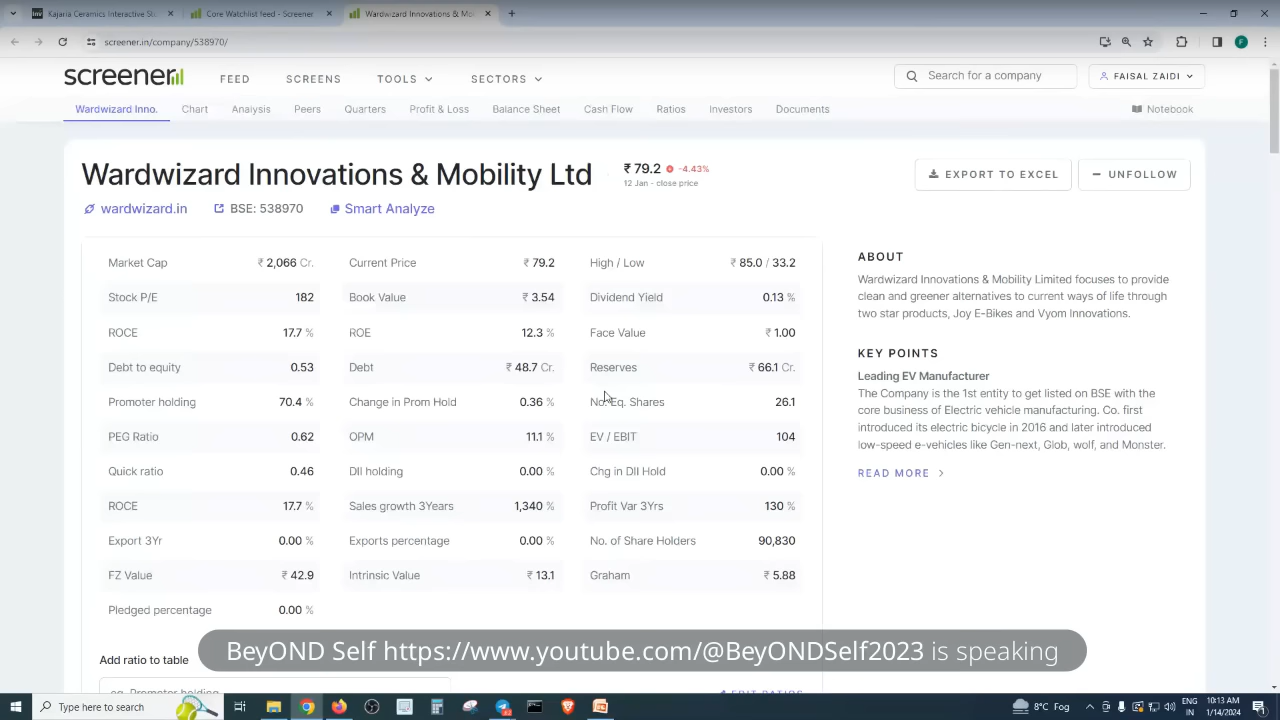 Kajaria Ceramics Limited - Invest
Wardwizard Innovations & Mo
screener.in/company/538970/
screener
FEED
SCREENS
TOOLS
SECTORS
Search for a company
FAISAL ZAIDI
Wardwizard Inno.
Chart
Analysis
Peers
Quarters
Profit & Loss
Balance Sheet
Cash Flow
Ratios
Investors
Documents
Notebook
Wardwizard Innovations & Mobility Ltd
₹ 79.2 -4.43%
12 Jan - close price
EXPORT TO EXCEL
UNFOLLOW
wardwizard.in
BSE: 538970
Smart Analyze
Market Cap ₹ 2,066 Cr.
Current Price ₹ 79.2
High / Low ₹ 85.0 / 33.2
Stock P/E 182
Book Value ₹ 3.54
Dividend Yield 0.13 %
ROCE 17.7 %
ROE 12.3 %
Face Value ₹ 1.00
Debt to equity 0.53
Debt ₹ 48.7 Cr.
Reserves ₹ 66.1 Cr.
Promoter holding 70.4 %
Change in Prom Hold 0.36 %
No. Eq. Shares 26.1
PEG Ratio 0.62
OPM 11.1 %
EV / EBIT 104
Quick ratio 0.46
DII holding 0.00 %
Chg in DII Hold 0.00 %
ROCE 17.7 %
Sales growth 3Years 1,340 %
Profit Var 3Yrs 130 %
Export 3Yr 0.00 %
Exports percentage 0.00 %
No. of Share Holders 90,830
FZ Value ₹ 42.9
Intrinsic Value ₹ 13.1
Graham ₹ 5.88
Pledged percentage 0.00 %
Add ratio to table
eg. Promoter holding
EDIT RATIOS
ABOUT
Wardwizard Innovations & Mobility Limited focuses to provide
clean and greener alternatives to current ways of life through
two star products, Joy E-Bikes and Vyom Innovations.
KEY POINTS
Leading EV Manufacturer
The Company is the 1st entity to get listed on BSE with the
core business of Electric vehicle manufacturing. Co. first
introduced its electric bicycle in 2016 and later introduced
low-speed e-vehicles like Gen-next, Glob, wolf, and Monster.
READ MORE
BeyOND Self https://www.youtube.com/@BeyONDSelf2023 is speaking
Type here to search
8°C Fog
ENG
IN
10:13 AM
1/14/2024